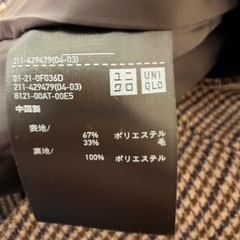 211-429479(04-03)
01-21-0F036D
211-429479(04-03)
8121-00AT-00E5
中国製
ユニ
クロ
UNI
QLO
表地/
67% ポリエステル
33% 毛
裏地/
100% ポリエステル